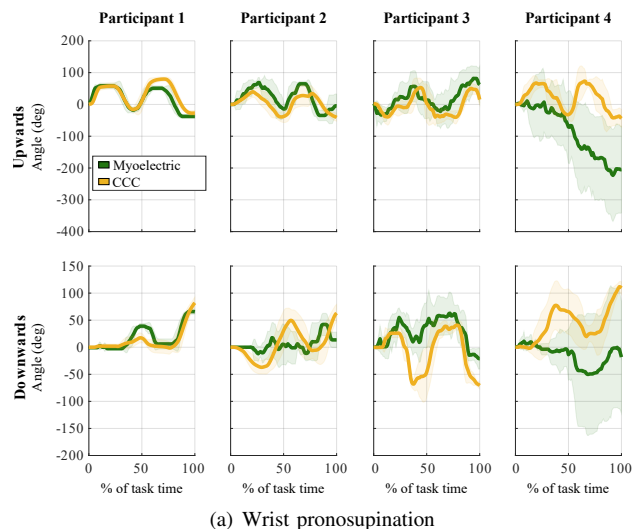 Participant 1 Participant 2 Participant 3 Participant 4
Upwards
Angle (deg)
200
100
0
-100
-200
-300
-400
Myoelectric
CCC
Downwards
Angle (deg)
150
100
50
0
-50
-100
-150
-200
0 50 100 0 50 100 0 50 100 0 50 100
% of task time % of task time % of task time % of task time
(a) Wrist pronosupination